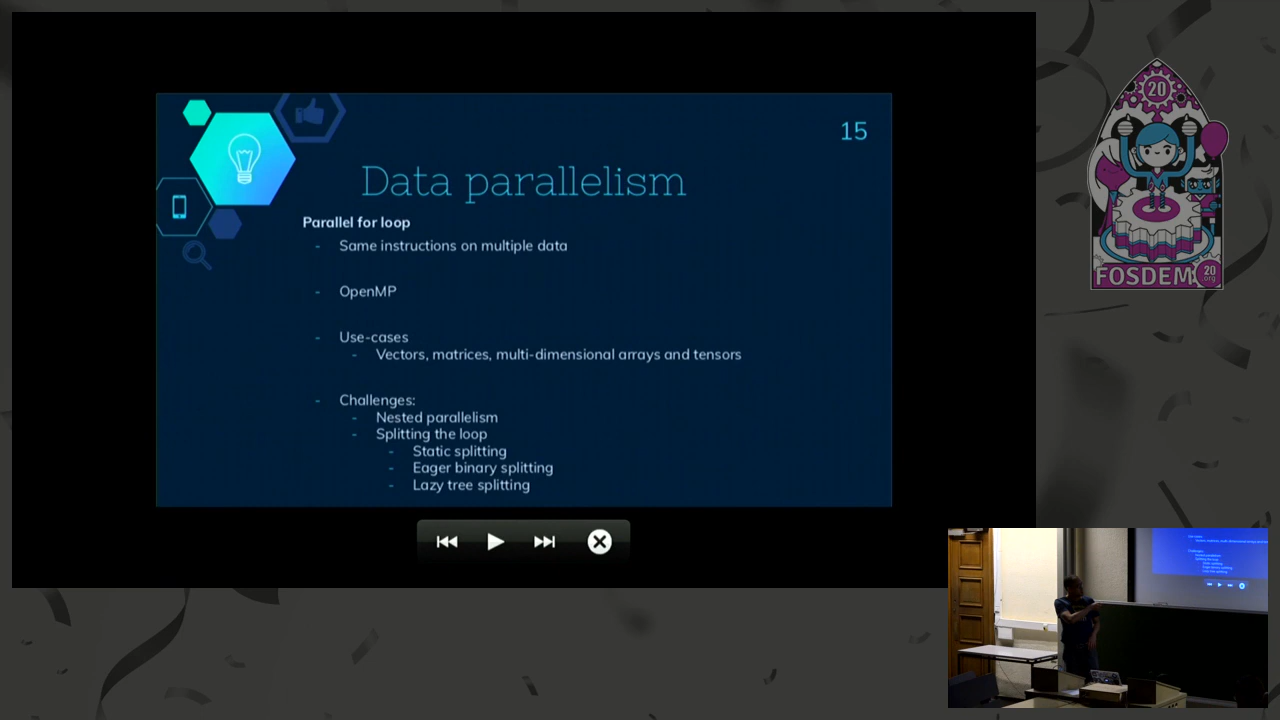 15
Data parallelism
Parallel for loop
- Same instructions on multiple data
- OpenMP
- Use-cases
- Vectors, matrices, multi-dimensional arrays and tensors
- Challenges:
- Nested parallelism
- Splitting the loop
- Static splitting
- Eager binary splitting
- Lazy tree splitting
20
FOSDEM
20
.org